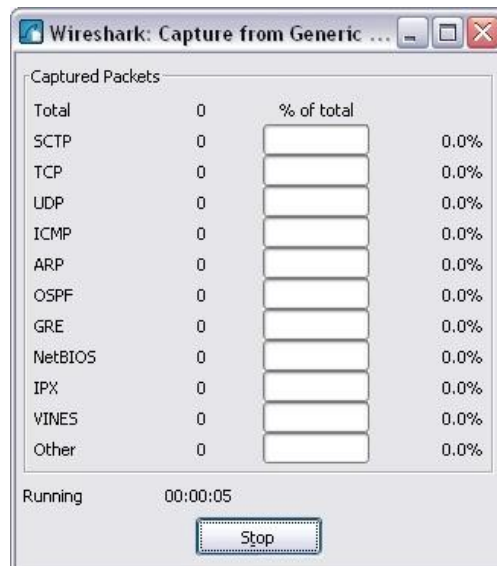 Wireshark: Capture from Generic ...
Captured Packets
Total 0 % of total
SCTP 0 0.0%
TCP 0 0.0%
UDP 0 0.0%
ICMP 0 0.0%
ARP 0 0.0%
OSPF 0 0.0%
GRE 0 0.0%
NetBIOS 0 0.0%
IPX 0 0.0%
VINES 0 0.0%
Other 0 0.0%
Running 00:00:05
Stop